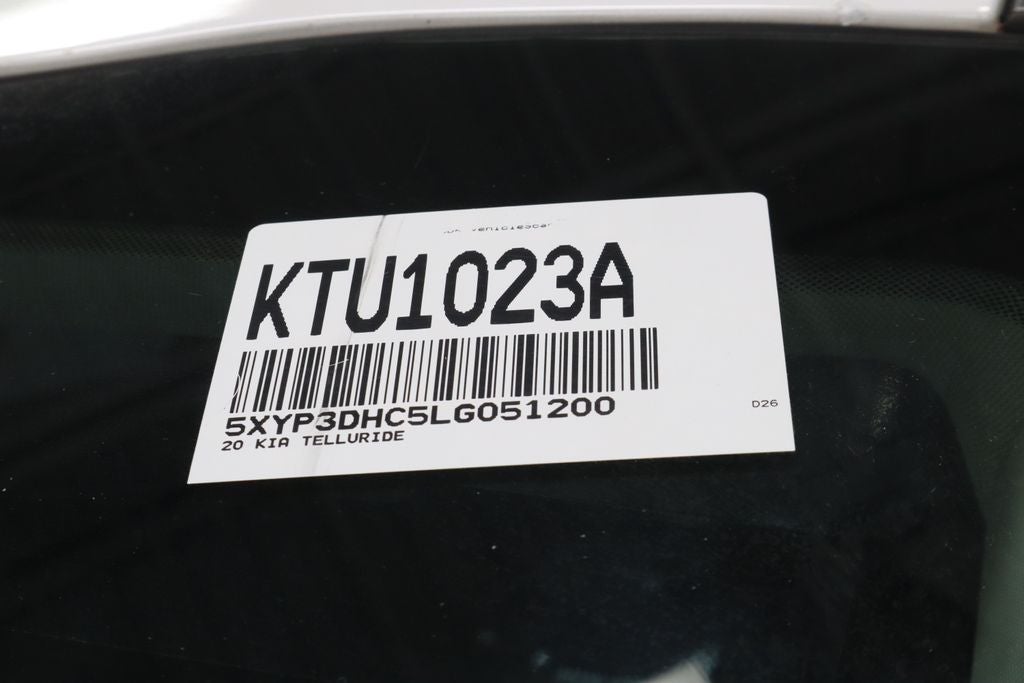 KTU1023A
5XYP3DHC5LG051200
20 KIA TELLURIDE
D26